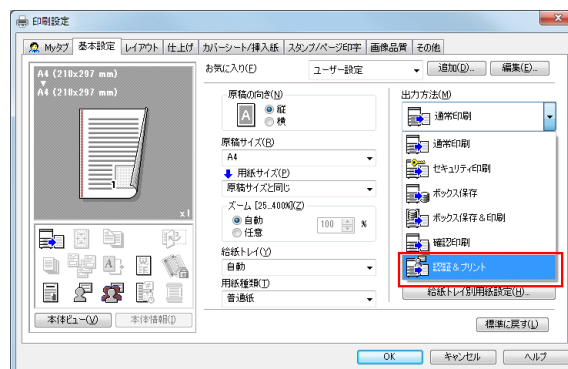 印刷設定
Myタブ 基本設定 レイアウト 仕上げ カバーシート/挿入紙 スタンプ/ページ印字 画像品質 その他
お気に入り(F) ユーザー設定 追加(D)... 編集(E)...
A4 (210x297 mm)
A4 (210x297 mm)
1
x1
本体ビュー(V) 本体情報(I)
原稿の向き(N)
A
縦
横
原稿サイズ(R)
A4
用紙サイズ(P)
原稿サイズと同じ
ズーム [25..400%](Z)
自動
任意
100 %
給紙トレイ(Y)
自動
用紙種類(T)
普通紙
出力方法(M)
通常印刷
通常印刷
セキュリティ印刷
ボックス保存
ボックス保存 & 印刷
確認印刷
認証 & プリント
給紙トレイ別用紙設定(H)...
標準に戻す(L)
OK キャンセル ヘルプ